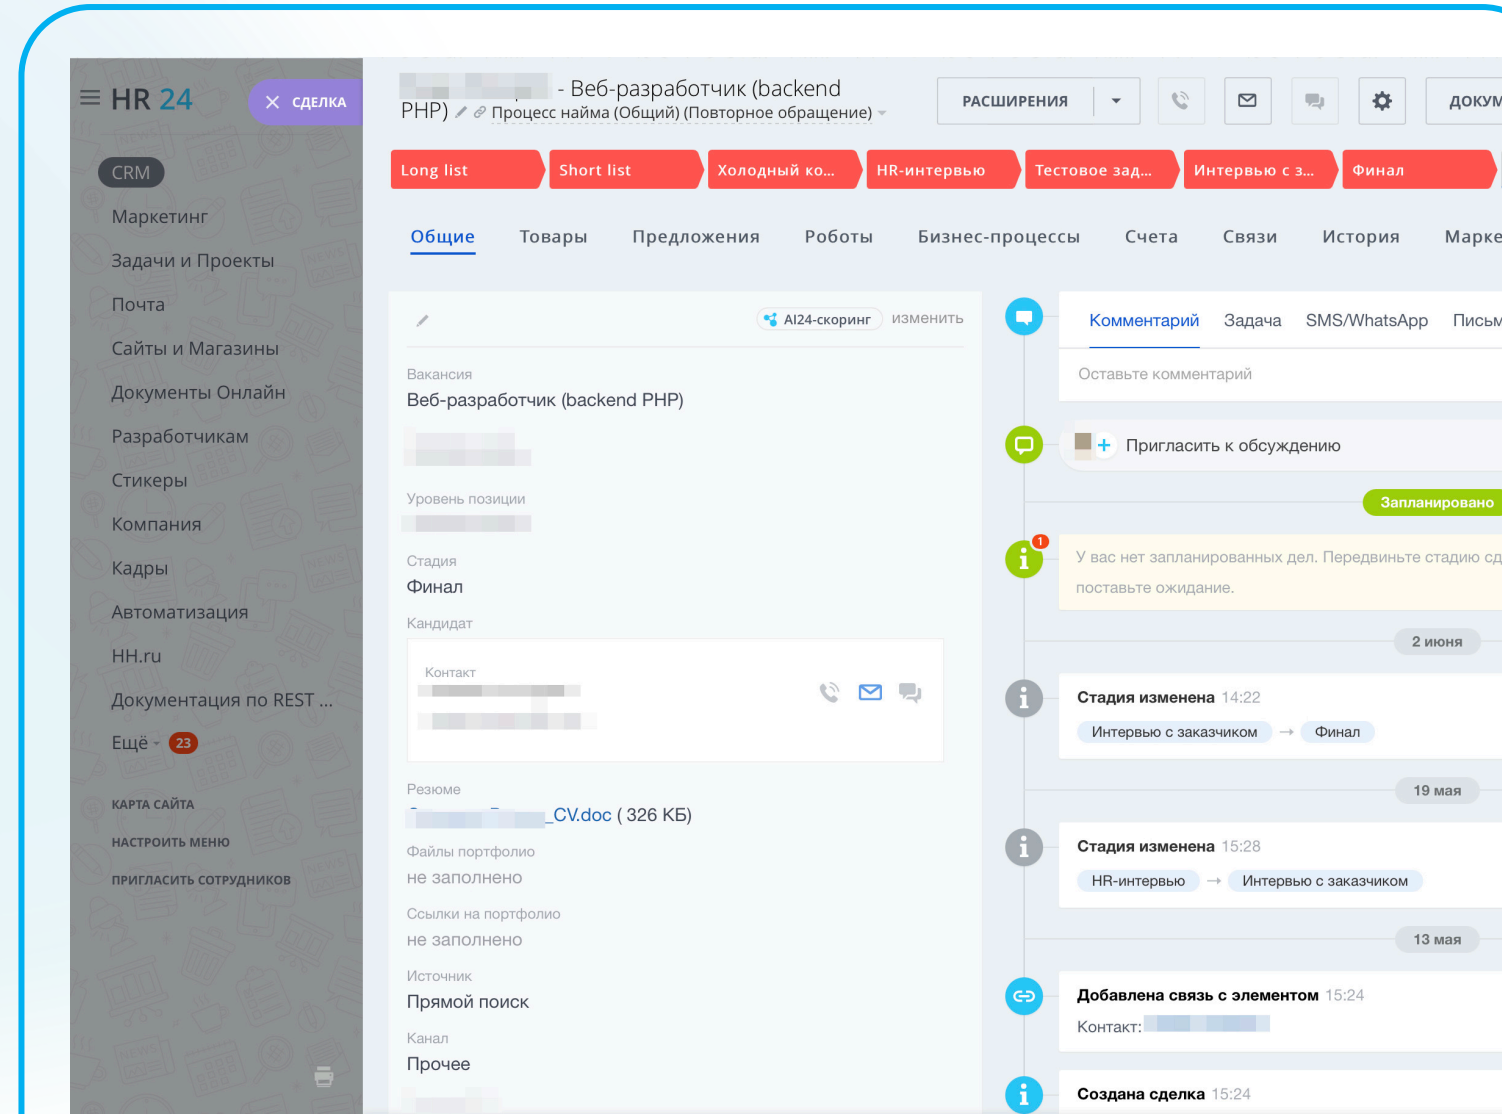 HR 24
СДЕЛКА
CRM
Маркетинг
Задачи и Проекты
Почта
Сайты и Магазины
Документы Онлайн
Разработчикам
Стикеры
Компания
Кадры
Автоматизация
HH.ru
Документация по REST ...
Ещё 23
КАРТА САЙТА
НАСТРОИТЬ МЕНЮ
ПРИГЛАСИТЬ СОТРУДНИКОВ
- Веб-разработчик (backend
PHP) Процесс найма (Общий) (Повторное обращение)
РАСШИРЕНИЯ
ДОКУМ
Long list
Short list
Холодный ко...
HR-интервью
Тестовое зад...
Интервью с з...
Финал
Общие
Товары
Предложения
Роботы
Бизнес-процессы
Счета
Связи
История
Марке
AI24-скоринг изменить
Вакансия
Веб-разработчик (backend PHP)
Уровень позиции
Стадия
Финал
Кандидат
Контакт
Резюме
_CV.doc ( 326 КБ)
Файлы портфолио
не заполнено
Ссылки на портфолио
не заполнено
Источник
Прямой поиск
Канал
Прочее
Комментарий
Задача
SMS/WhatsApp
Письм
Оставьте комментарий
Пригласить к обсуждению
Запланировано
1
У вас нет запланированных дел. Передвиньте стадию сд
поставьте ожидание.
2 июня
Стадия изменена 14:22
Интервью с заказчиком → Финал
19 мая
Стадия изменена 15:28
HR-интервью → Интервью с заказчиком
13 мая
Добавлена связь с элементом 15:24
Контакт:
Создана сделка 15:24